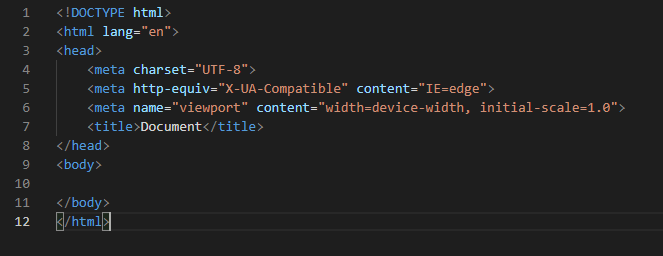 1 <!DOCTYPE html>
2 <html lang="en">
3 <head>
4     <meta charset="UTF-8">
5     <meta http-equiv="X-UA-Compatible" content="IE=edge">
6     <meta name="viewport" content="width=device-width, initial-scale=1.0">
7     <title>Document</title>
8 </head>
9 <body>
10
11 </body>
12 </html>